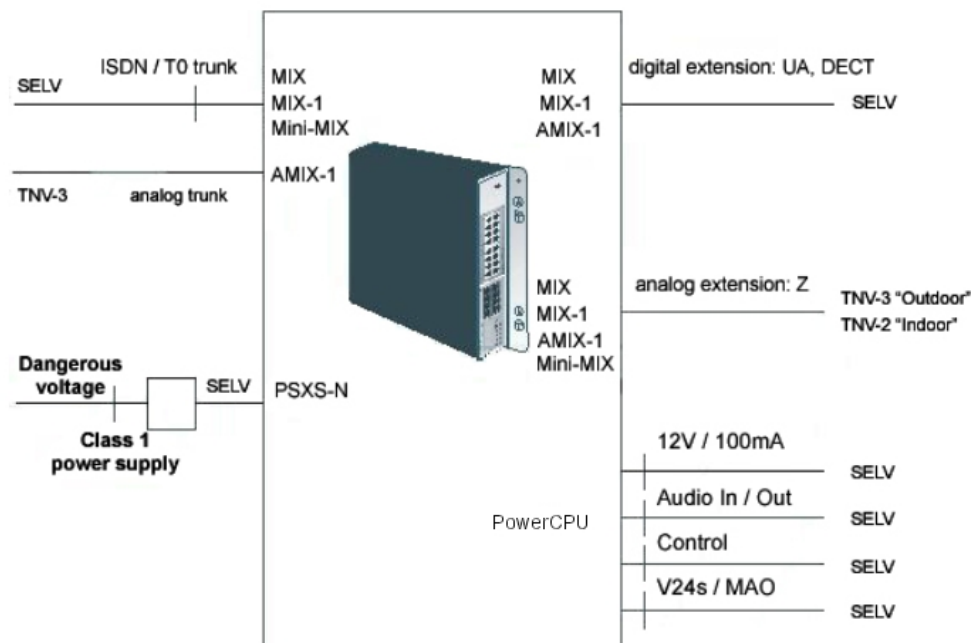 ISDN / T0 trunk
SELV
MIX
MIX-1
Mini-MIX
AMIX-1
TNV-3
analog trunk
Dangerous
voltage
SELV
PSXS-N
Class 1
power supply
MIX
MIX-1
AMIX-1
digital extension: UA, DECT
SELV
MIX
MIX-1
AMIX-1
Mini-MIX
analog extension: Z
TNV-3 "Outdoor"
TNV-2 "Indoor"
PowerCPU
12V / 100mA
SELV
Audio In / Out
SELV
Control
SELV
V24s / MAO
SELV